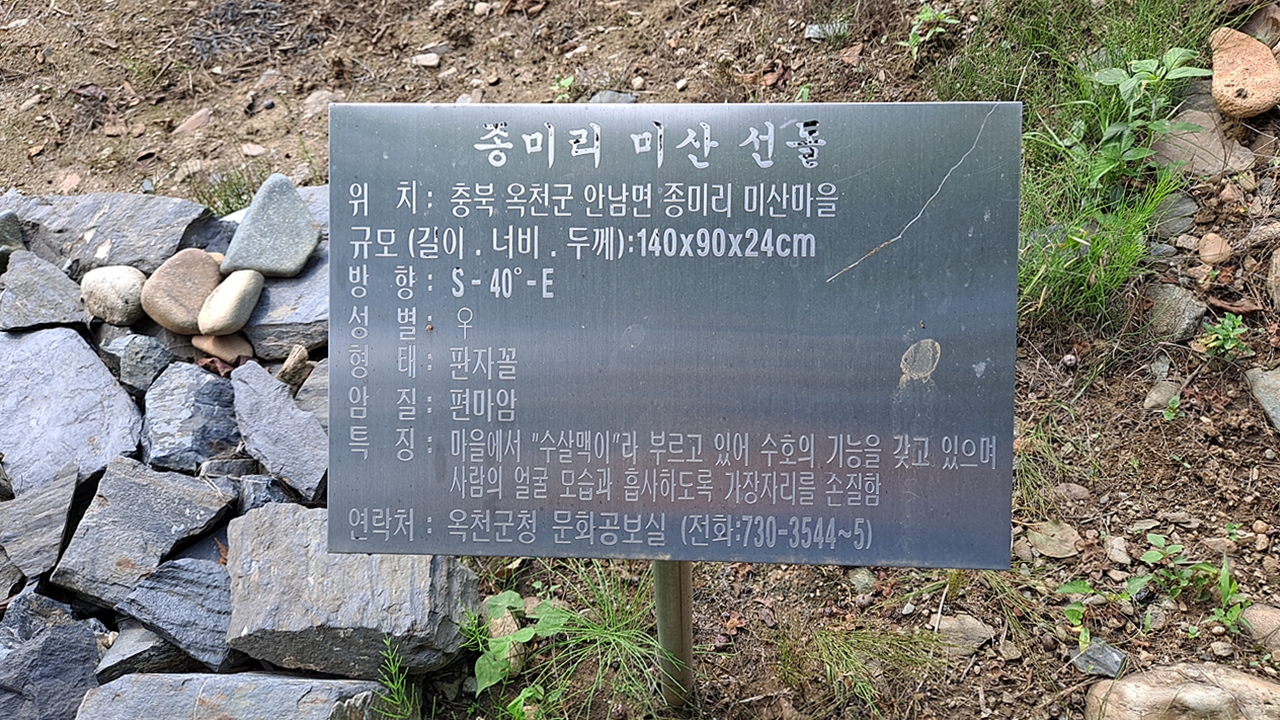 종미리 미산 선돌
위 치 : 충북 옥천군 안남면 종미리 미산마을
규모 (길이 . 너비 . 두께):140x90x24cm
방 향 : S - 40° - E
성 별 : ♀
형 태 : 판자꼴
암 질 : 편마암
특 징 : 마을에서 "수살맥이"라 부르고 있어 수호의 기능을 갖고 있으며
사람의 얼굴 모습과 흡사하도록 가장자리를 손질함
연락처 : 옥천군청 문화공보실 (전화:730-3544~5)